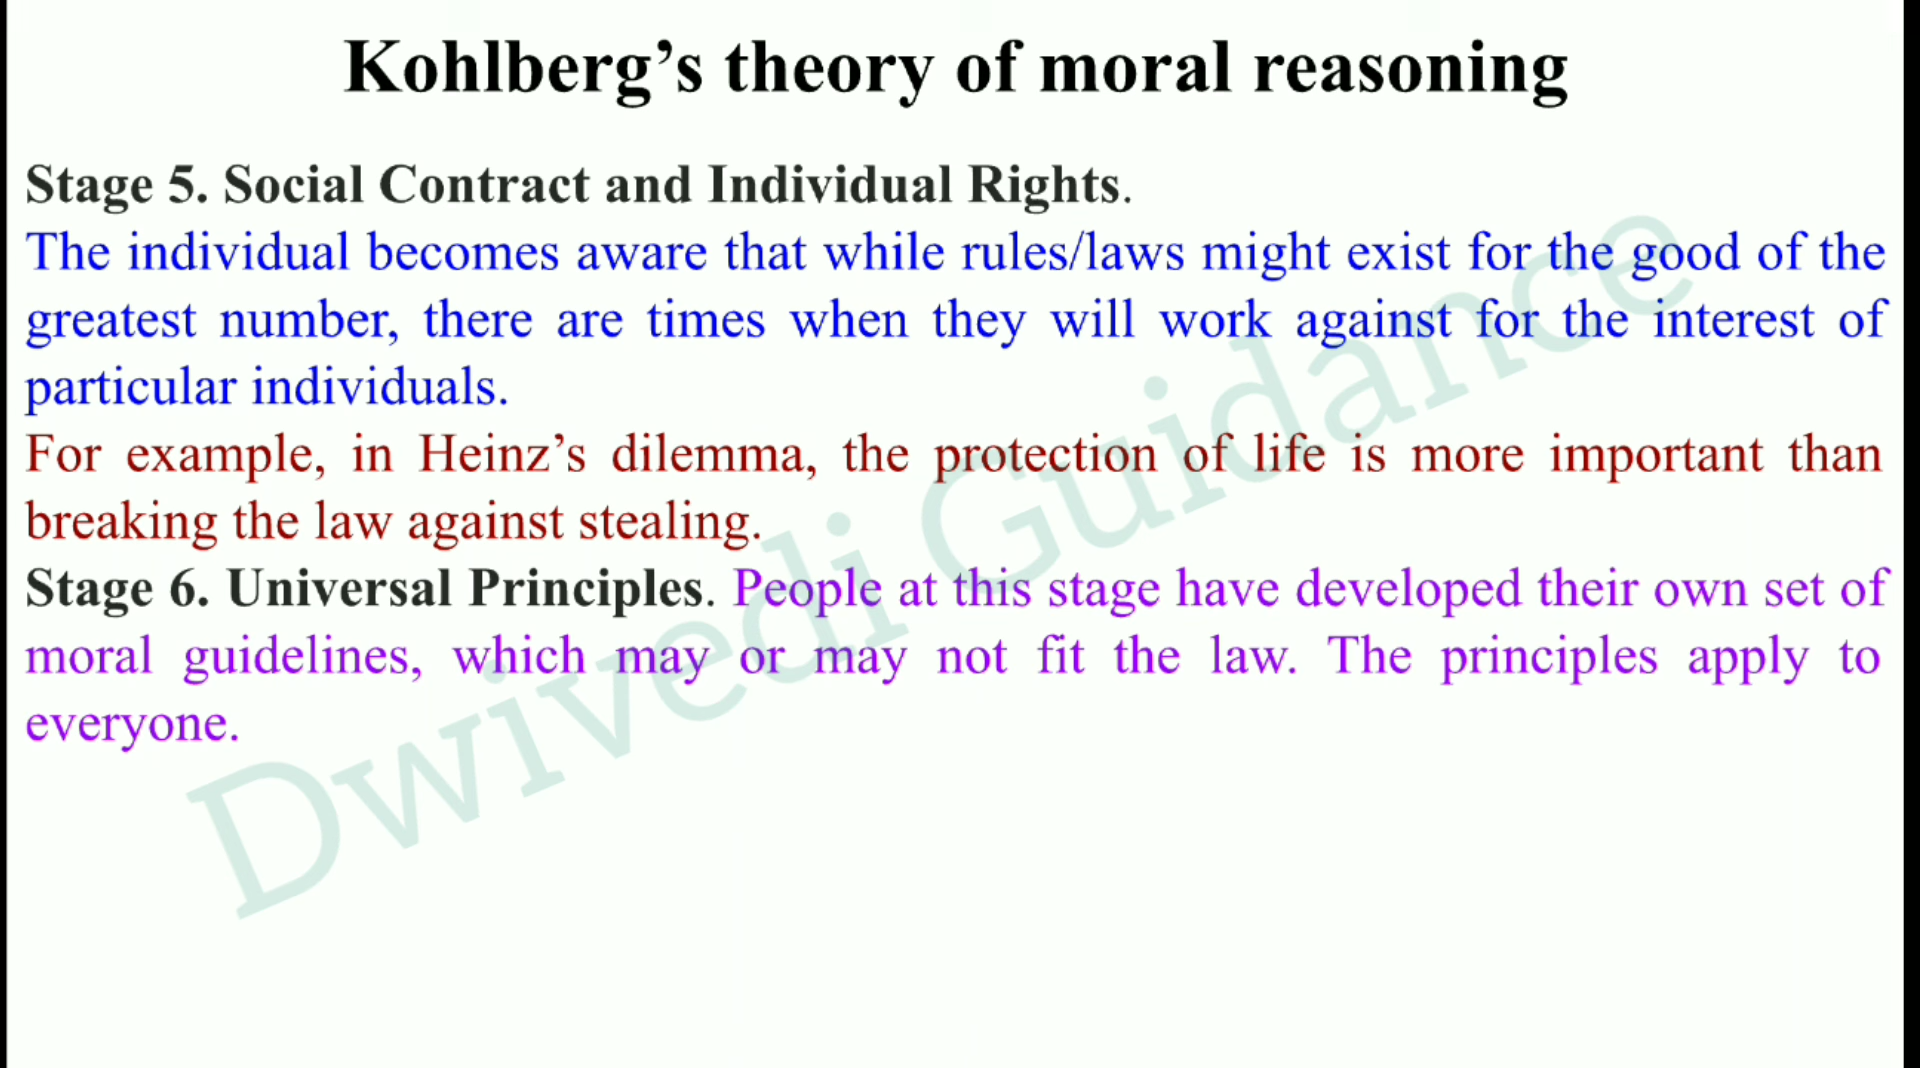 Kohlberg’s theory of moral reasoning
Stage 5. Social Contract and Individual Rights.
The individual becomes aware that while rules/laws might exist for the good of the
greatest number, there are times when they will work against for the interest of
particular individuals.
For example, in Heinz’s dilemma, the protection of life is more important than
breaking the law against stealing.
Stage 6. Universal Principles. People at this stage have developed their own set of
moral guidelines, which may or may not fit the law. The principles apply to
everyone.
Dwivedi Guidance